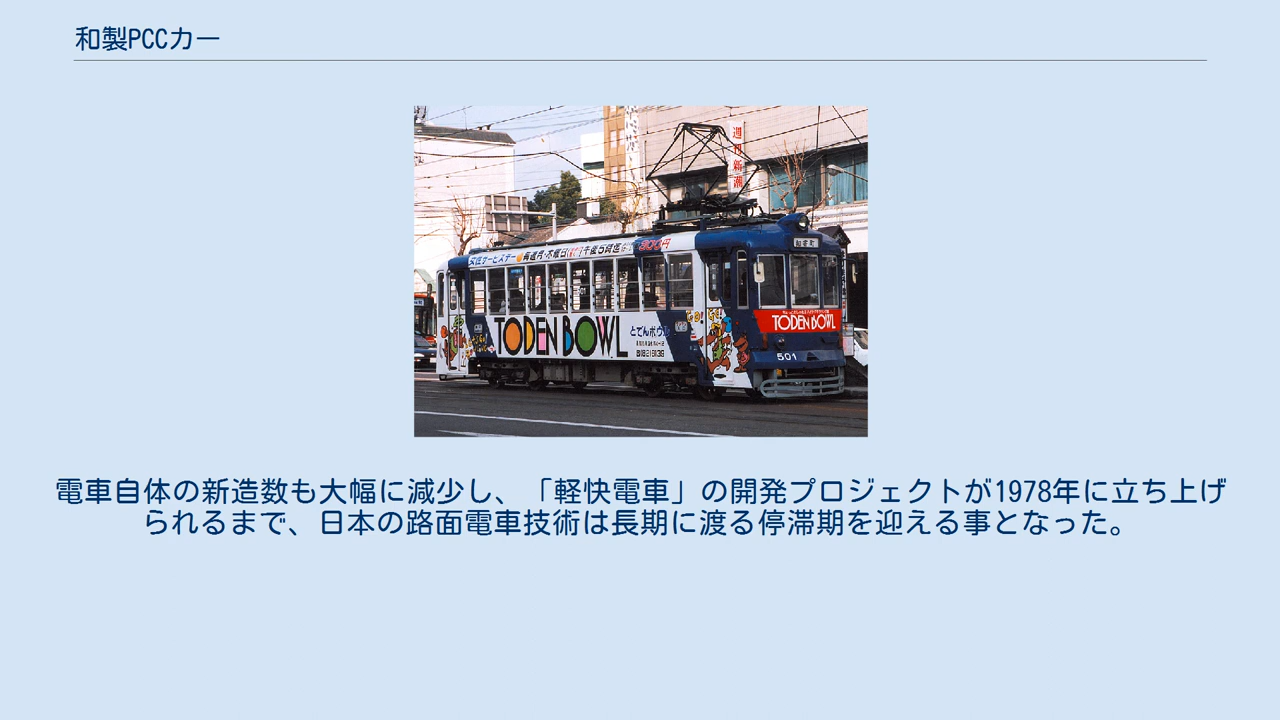 和製PCCカー
週刊新潮
TODEN BOWL
とでんボウル
TODEN BOWL
501
電車自体の新造数も大幅に減少し、「軽快電車」の開発プロジェクトが1978年に立ち上げ
られるまで、日本の路面電車技術は長期に渡る停滞期を迎える事となった。